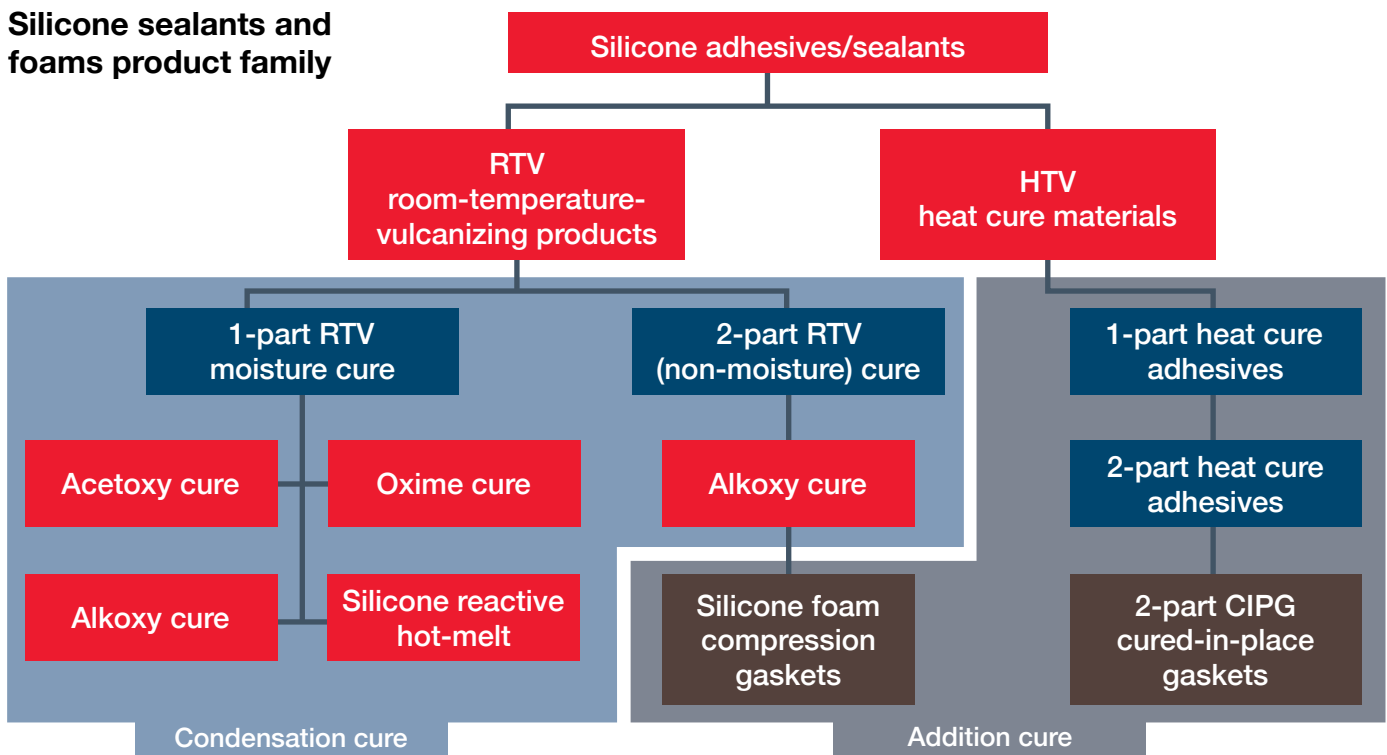 Silicone sealants and
foams product family
Silicone adhesives/sealants
RTV
room-temperature-
vulcanizing products
HTV
heat cure materials
1-part RTV
moisture cure
2-part RTV
(non-moisture) cure
1-part heat cure
adhesives
Acetoxy cure
Oxime cure
Alkoxy cure
2-part heat cure
adhesives
Alkoxy cure
Silicone reactive
hot-melt
Silicone foam
compression
gaskets
2-part CIPG
cured-in-place
gaskets
Condensation cure
Addition cure